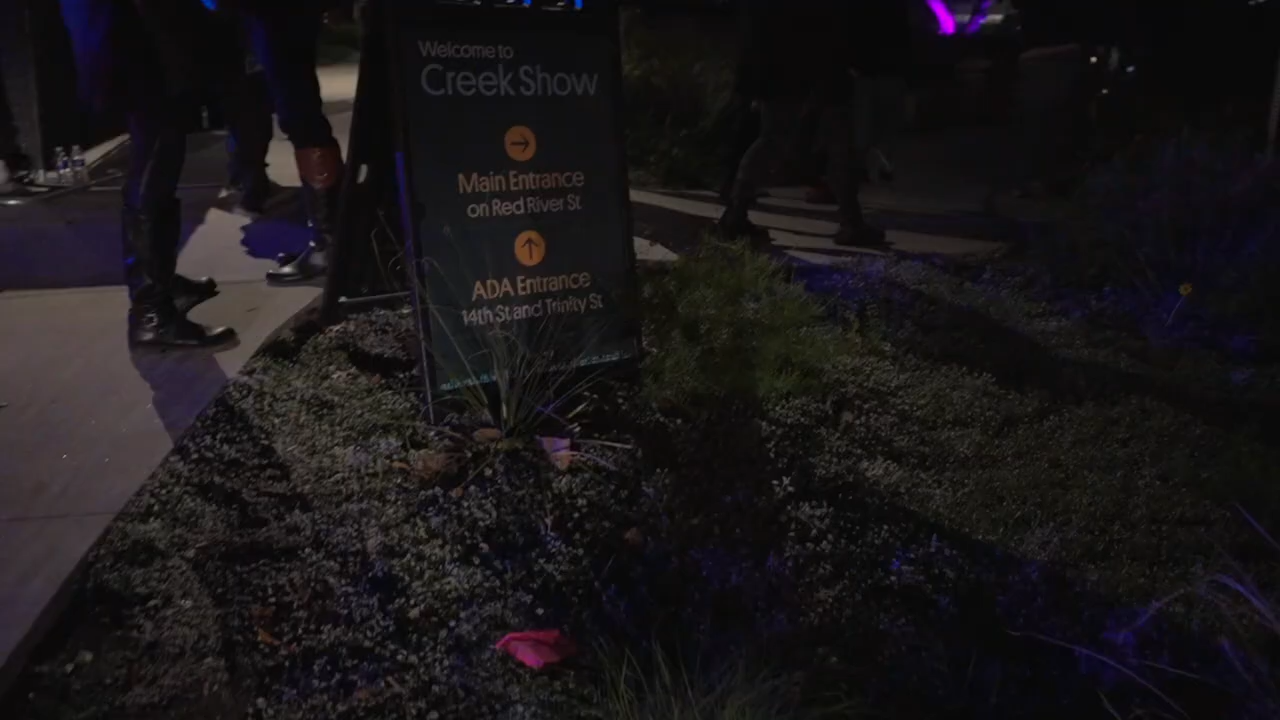 Welcome to
Creek Show
Main Entrance
on Red River St
ADA Entrance
14th St and Trinity St